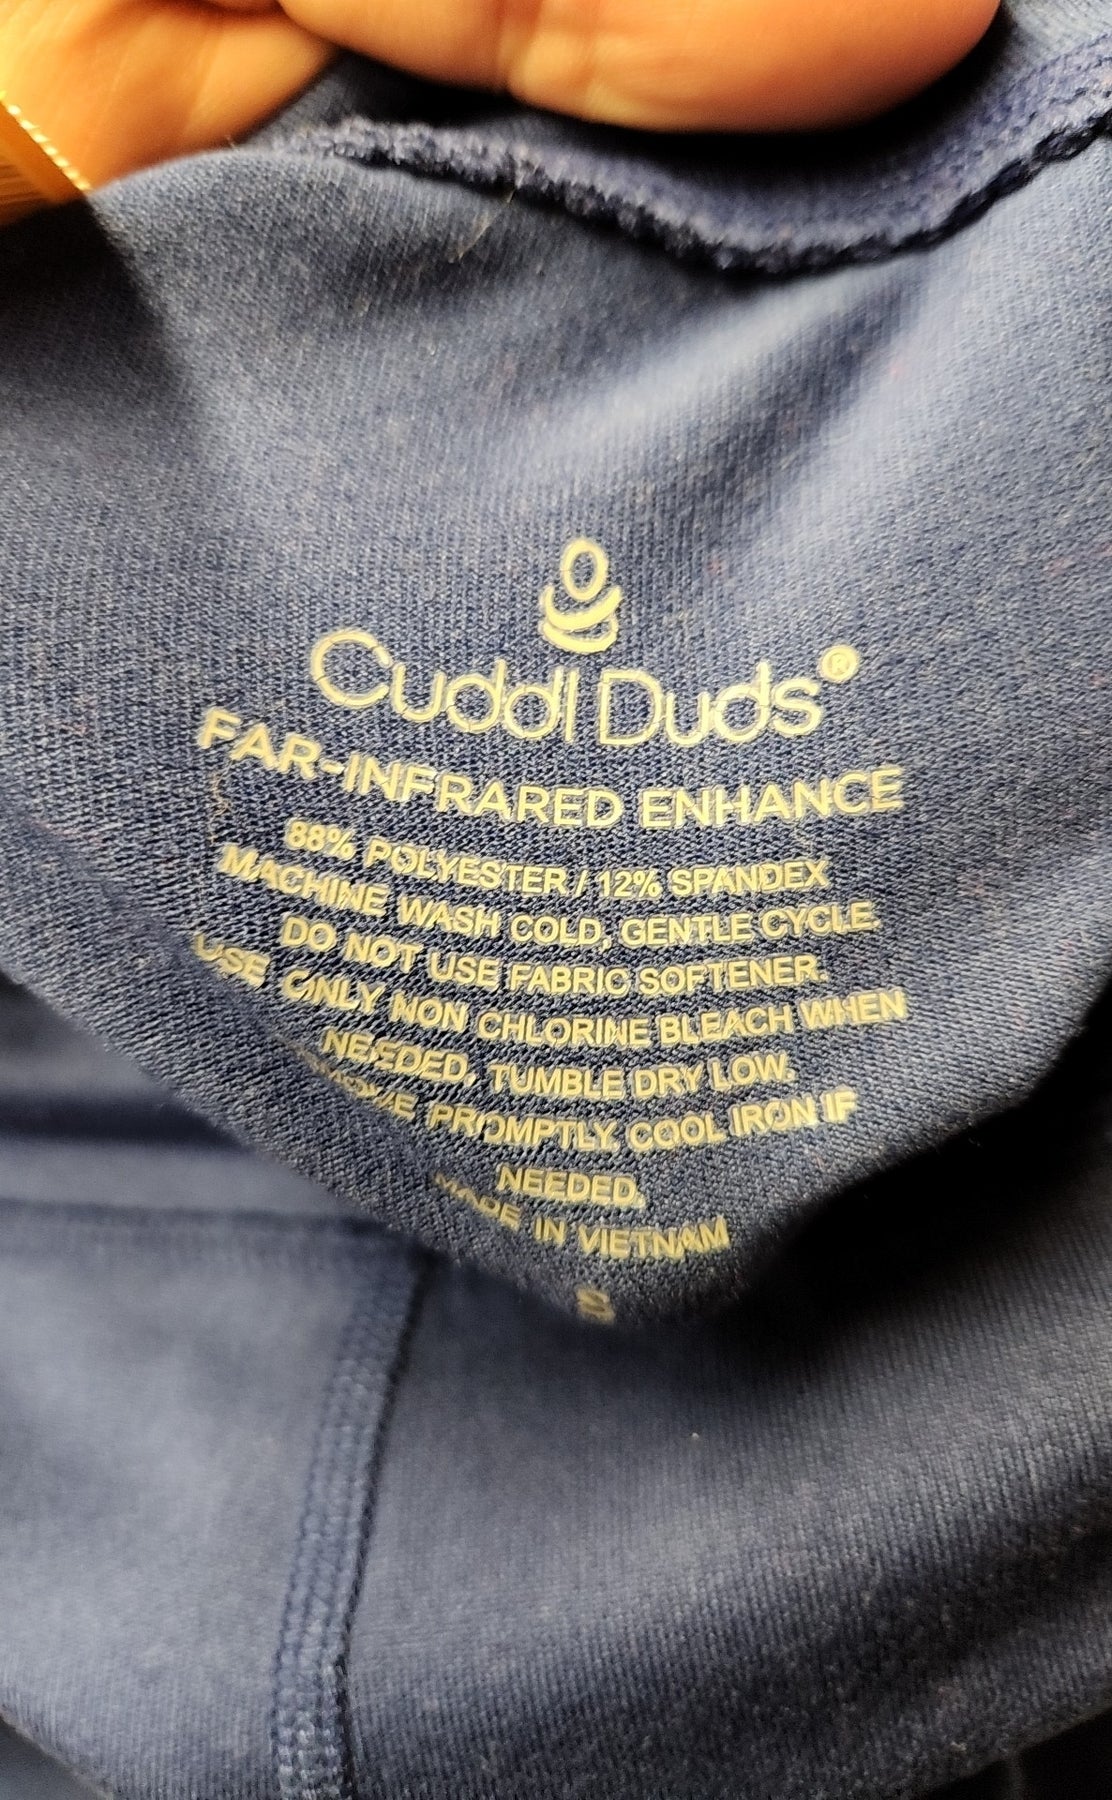 Cuddl Duds®
FAR-INFRARED ENHANCE
88% POLYESTER / 12% SPANDEX
MACHINE WASH COLD, GENTLE CYCLE.
DO NOT USE FABRIC SOFTENER.
USE ONLY NON CHLORINE BLEACH WHEN
NEEDED. TUMBLE DRY LOW.
PROMPTLY. COOL IRON IF
NEEDED.
MADE IN VIETNAM
S